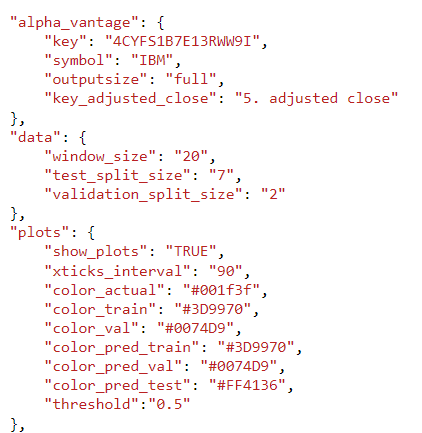 "alpha_vantage": {
"key": "4CYFS1B7E13RWW9I",
"symbol": "IBM",
"outputsize": "full",
"key_adjusted_close": "5. adjusted close"
},
"data": {
"window_size": "20",
"test_split_size": "7",
"validation_split_size": "2"
},
"plots": {
"show_plots": "TRUE",
"xticks_interval": "90",
"color_actual": "#001f3f",
"color_train": "#3D9970",
"color_val": "#0074D9",
"color_pred_train": "#3D9970",
"color_pred_val": "#0074D9",
"color_pred_test": "#FF4136",
"threshold":"0.5"
},